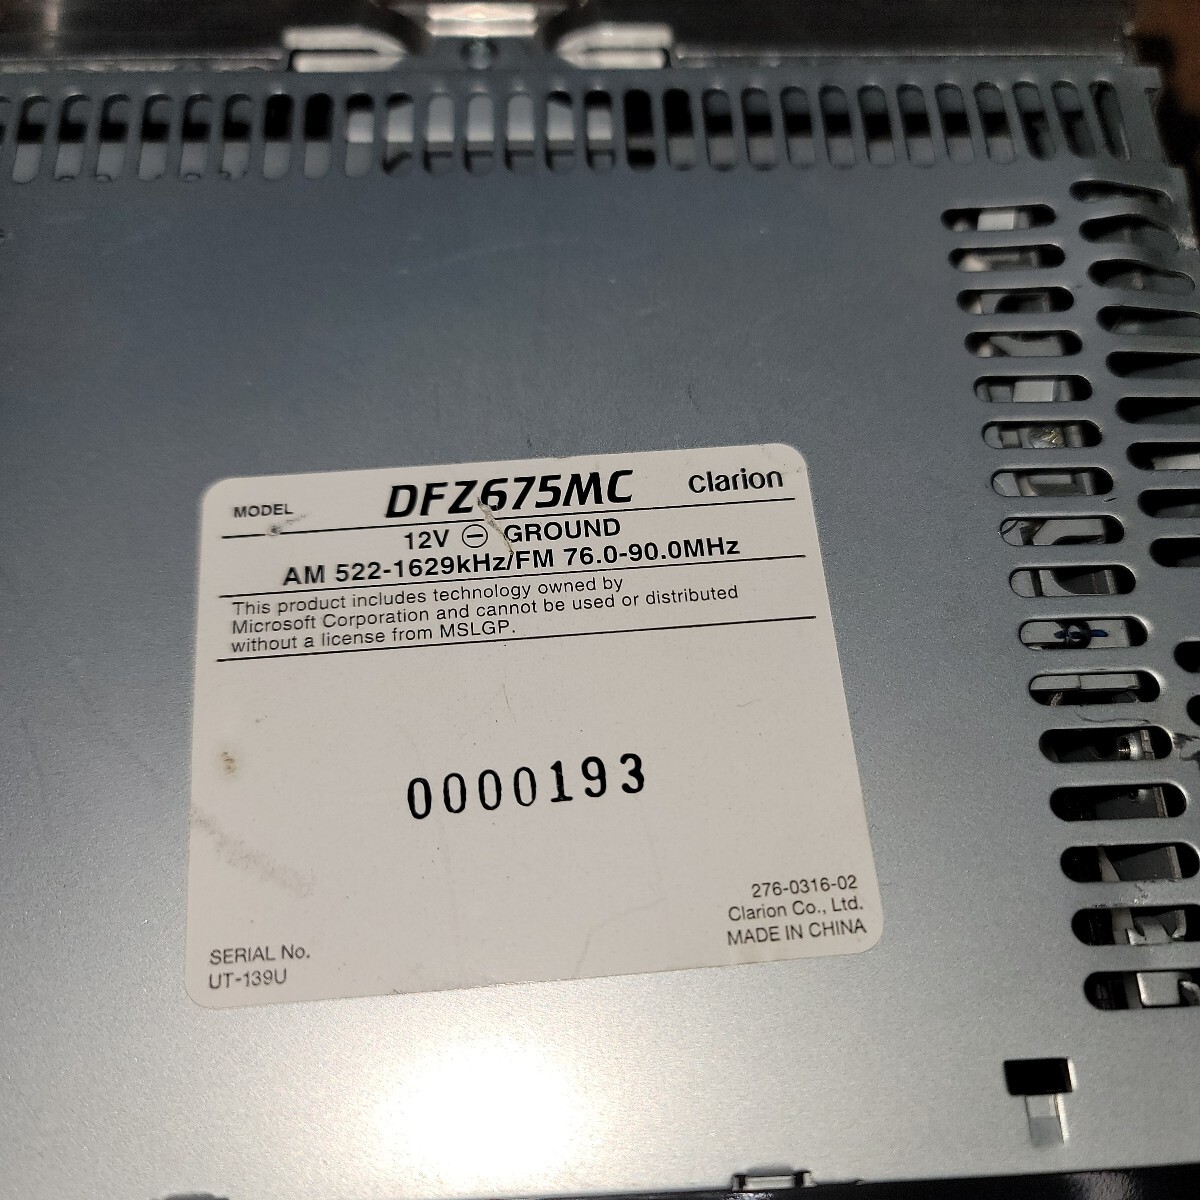 MODEL DFZ675MC Clarion
12V ⊖ GROUND
AM 522-1629kHz/FM 76.0-90.0MHz
This product includes technology owned by
Microsoft Corporation and cannot be used or distributed
without a license from MSLGP.
0000193
276-0316-02
Clarion Co., Ltd.
MADE IN CHINA
SERIAL No.
UT-139U